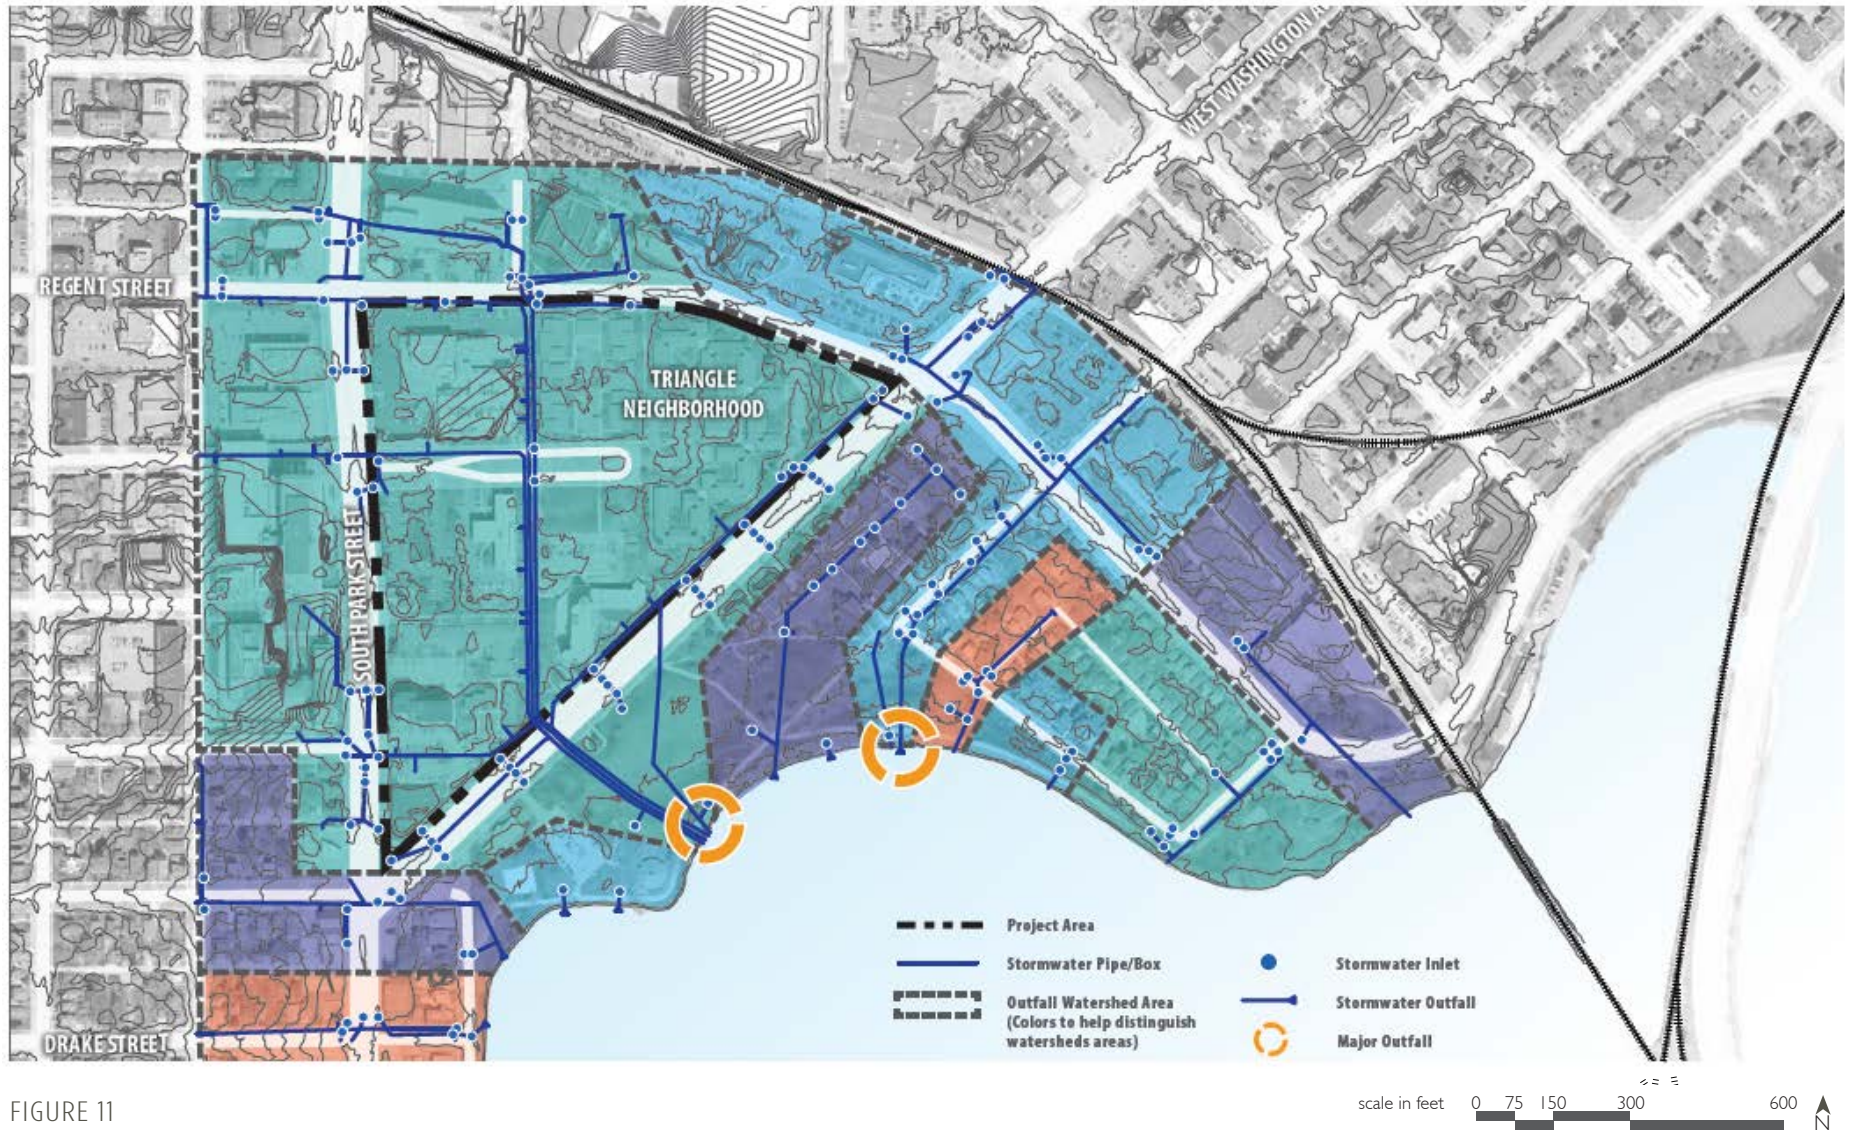 WEST WASHINGTON A
REGENT STREET
TRIANGLE
NEIGHBORHOOD
SOUTH PARK STREET
DRAKE STREET
Project Area
Stormwater Pipe/Box
Outfall Watershed Area
(Colors to help distinguish
watersheds areas)
Stormwater Inlet
Stormwater Outfall
Major Outfall
FIGURE 11
scale in feet 0 75 150 300 600
N